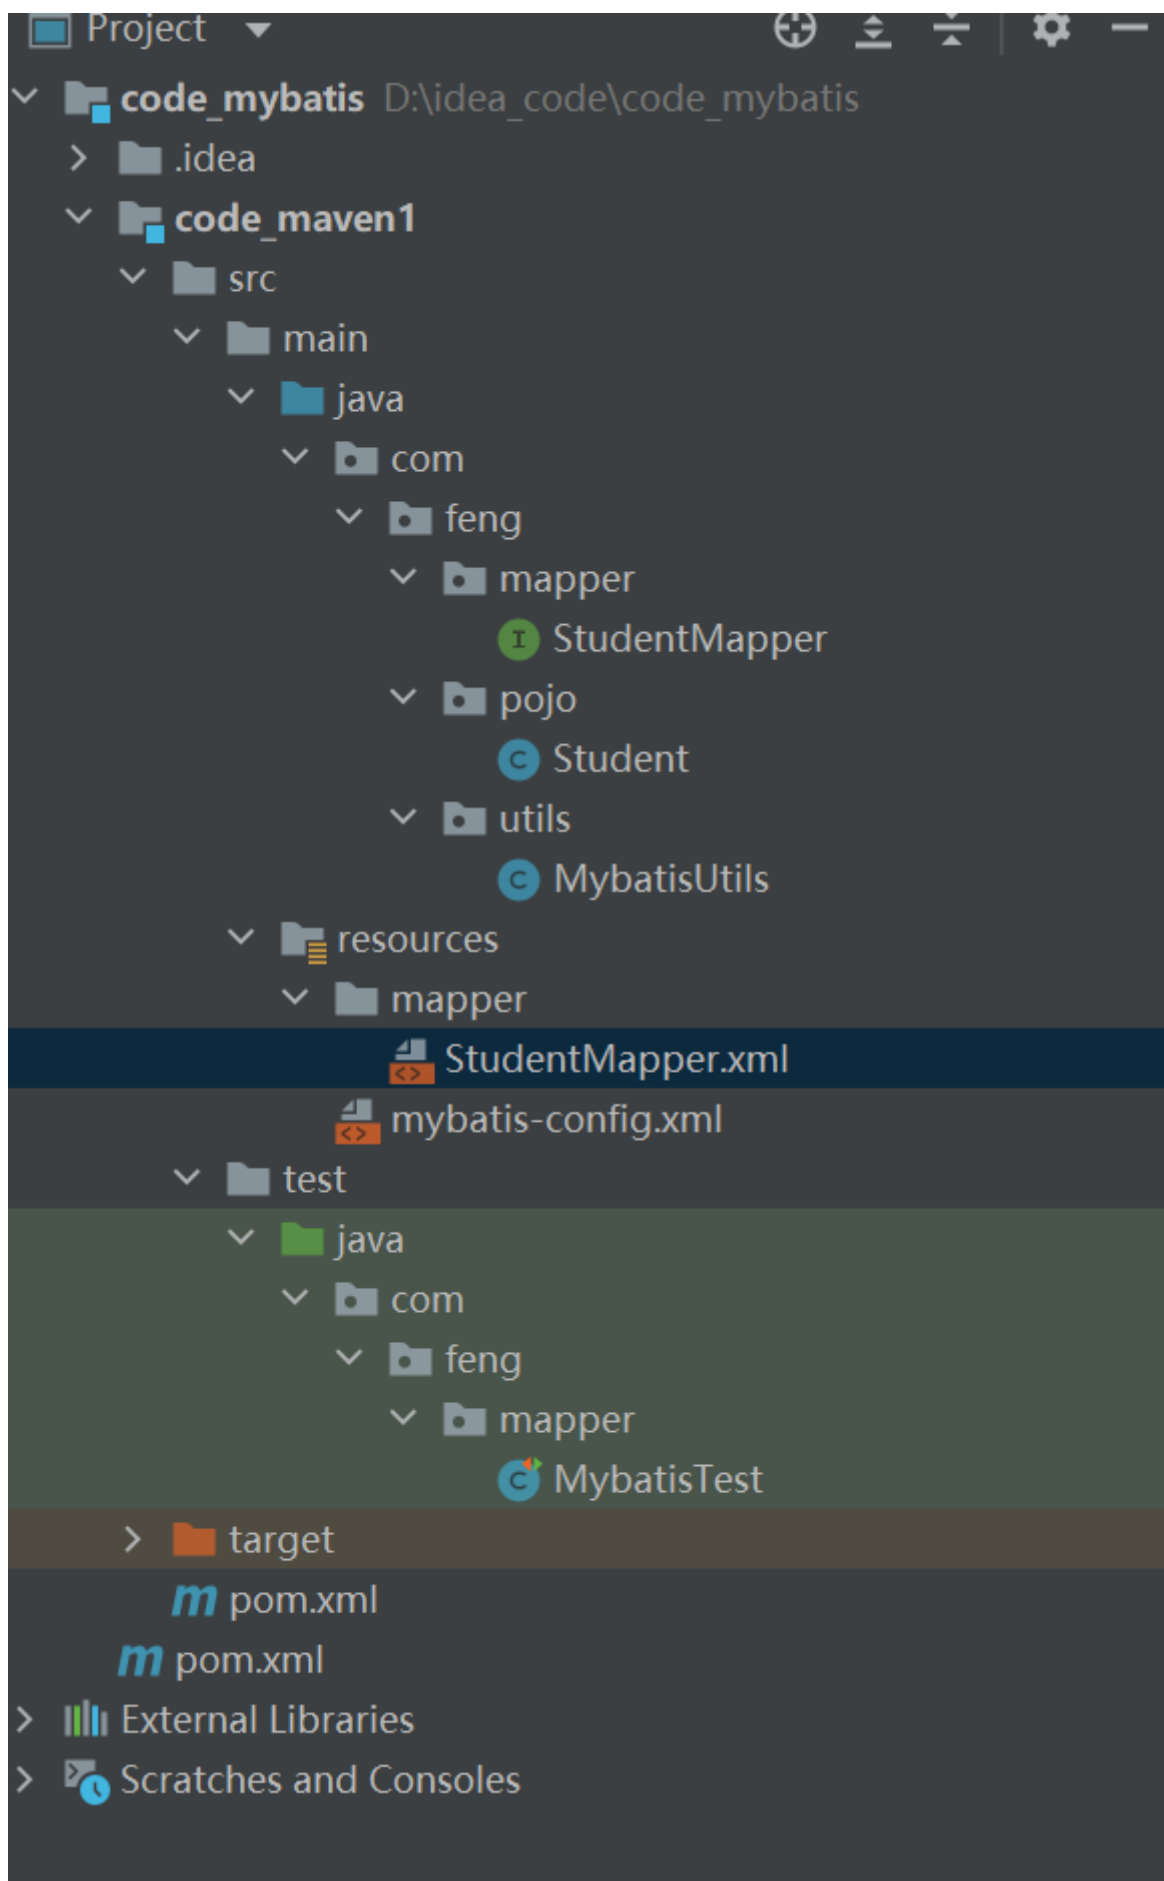 Project
code_mybatis D:\idea_code\code_mybatis
.idea
code_maven1
src
main
java
com
feng
mapper
I StudentMapper
pojo
C Student
utils
C MybatisUtils
resources
mapper
<> StudentMapper.xml
<> mybatis-config.xml
test
java
com
feng
mapper
C MybatisTest
target
m pom.xml
m pom.xml
External Libraries
Scratches and Consoles